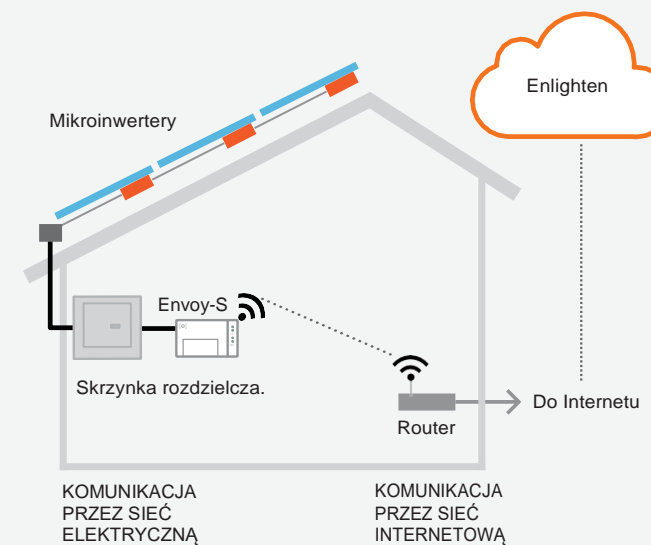 Enlighten
Mikroinwertery
Envoy-S
Skrzynka rozdzielcza.
Do Internetu
Router
KOMUNIKACJA
PRZEZ SIEĆ
ELEKTRYCZNĄ
KOMUNIKACJA
PRZEZ SIEĆ
INTERNETOWĄ